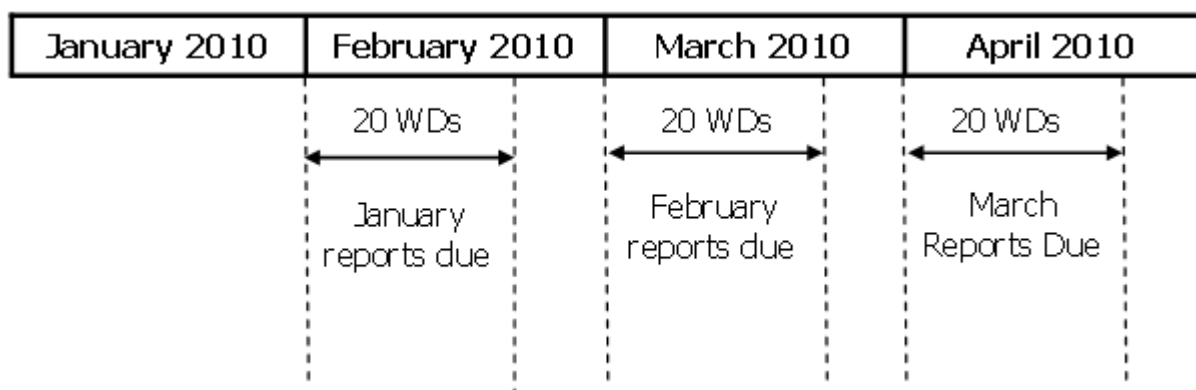 January 2010 February 2010 March 2010 April 2010
20 WDs 20 WDs 20 WDs
January
reports due
February
reports due
March
Reports Due